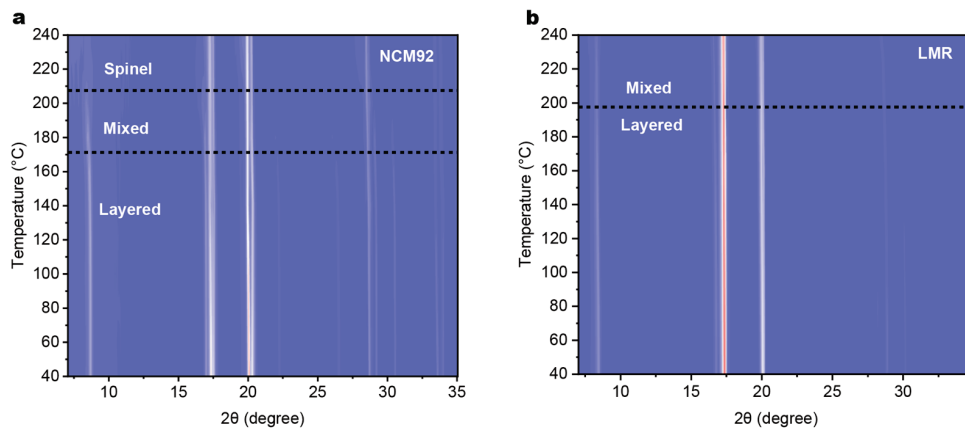 a
240
220
200
180
160
140
120
100
80
60
40
Temperature (°C)
NCM92
Spinel
Mixed
Layered
10 15 20 25 30 35
2θ (degree)
b
240
220
200
180
160
140
120
100
80
60
40
Temperature (°C)
LMR
Mixed
Layered
10 15 20 25 30
2θ (degree)